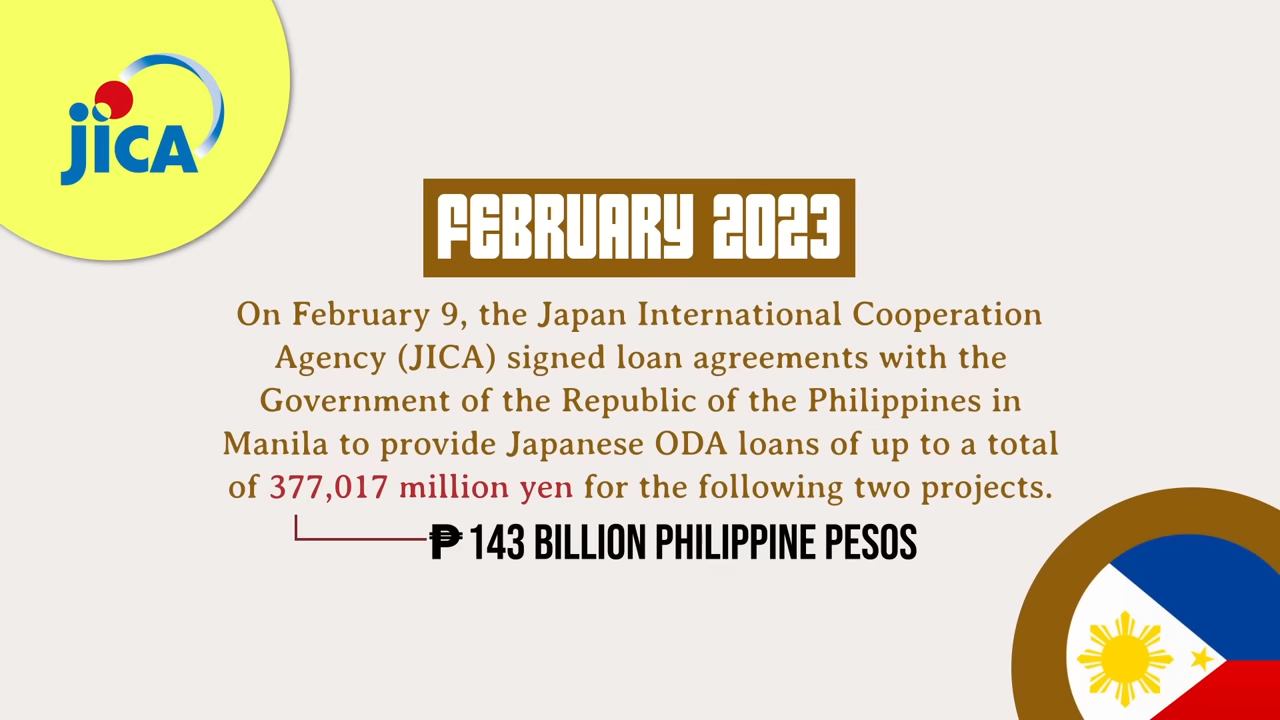 jICA
FEBRUARY 2023
On February 9, the Japan International Cooperation
Agency (JICA) signed loan agreements with the
Government of the Republic of the Philippines in
Manila to provide Japanese ODA loans of up to a total
of 377,017 million yen for the following two projects.
₱ 143 BILLION PHILIPPINE PESOS